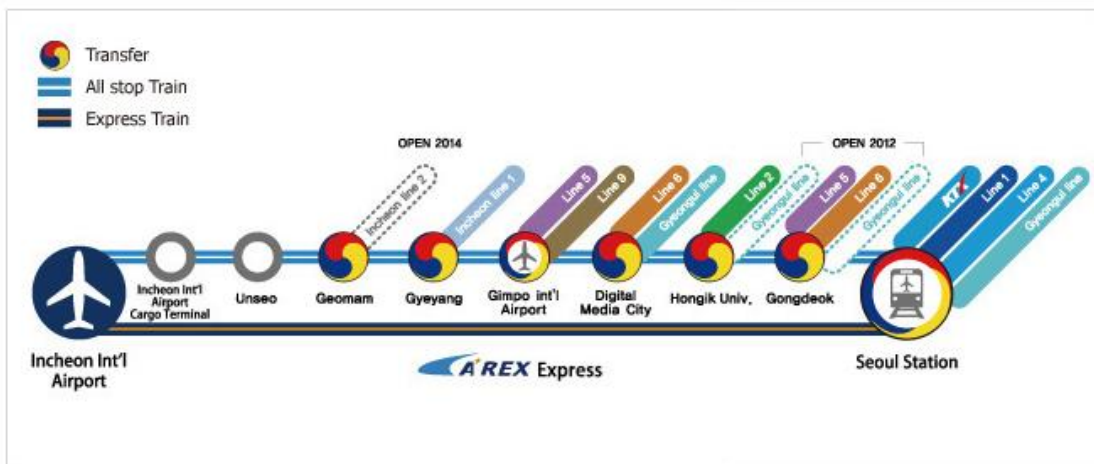 Transfer
All stop Train
Express Train
OPEN 2014
OPEN 2012
Incheon line 2
Incheon line 1
Line 5
Line 9
Line 6
Gyeongui line
Line 2
Gyeongui line
Line 5
Line 6
Gyeongui line
KTX
Line 1
Line 4
Gyeongui line
Incheon Int'l
Airport
Incheon Int'l
Airport
Cargo Terminal
Unseo
Geomam
Gyeyang
Gimpo int'l
Airport
Digital
Media City
Hongik Univ.
Gongdeok
Seoul Station
A'REX Express